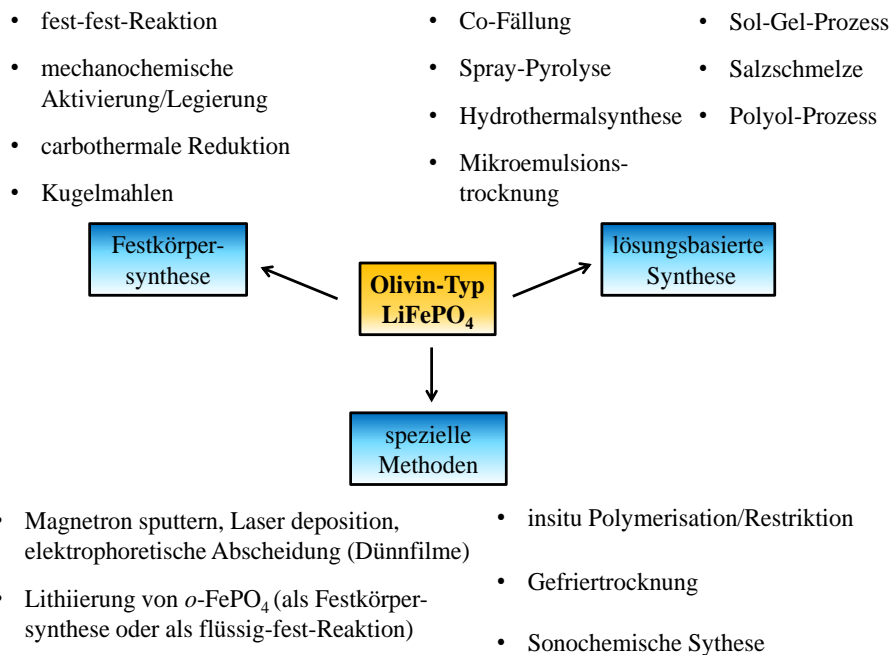 • fest-fest-Reaktion
• mechanochemische
Aktivierung/Legierung
• carbothermale Reduktion
• Kugelmahlen
• Co-Fällung
• Spray-Pyrolyse
• Hydrothermalsynthese
• Mikroemulsions-
trocknung
• Sol-Gel-Prozess
• Salzschmelze
• Polyol-Prozess
Festkörper-
synthese
Olivin-Typ
LiFePO₄
lösungsbasierte
Synthese
spezielle
Methoden
• Magnetron sputtern, Laser deposition,
elektrophoretische Abscheidung (Dünnfilme)
• Lithiierung von o-FePO₄ (als Festkörper-
synthese oder als flüssig-fest-Reaktion)
• insitu Polymerisation/Restriktion
• Gefriertrocknung
• Sonochemische Sythese